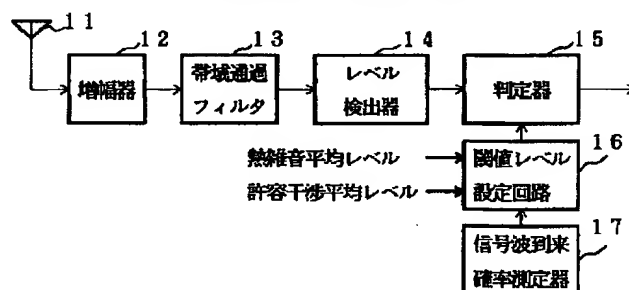 11
12
13
14
15
増幅器
帯域通過
フィルタ
レベル
検出器
判定器
熱雑音平均レベル
許容干渉平均レベル
閾値レベル
設定回路
16
信号波到来
確率測定器
17